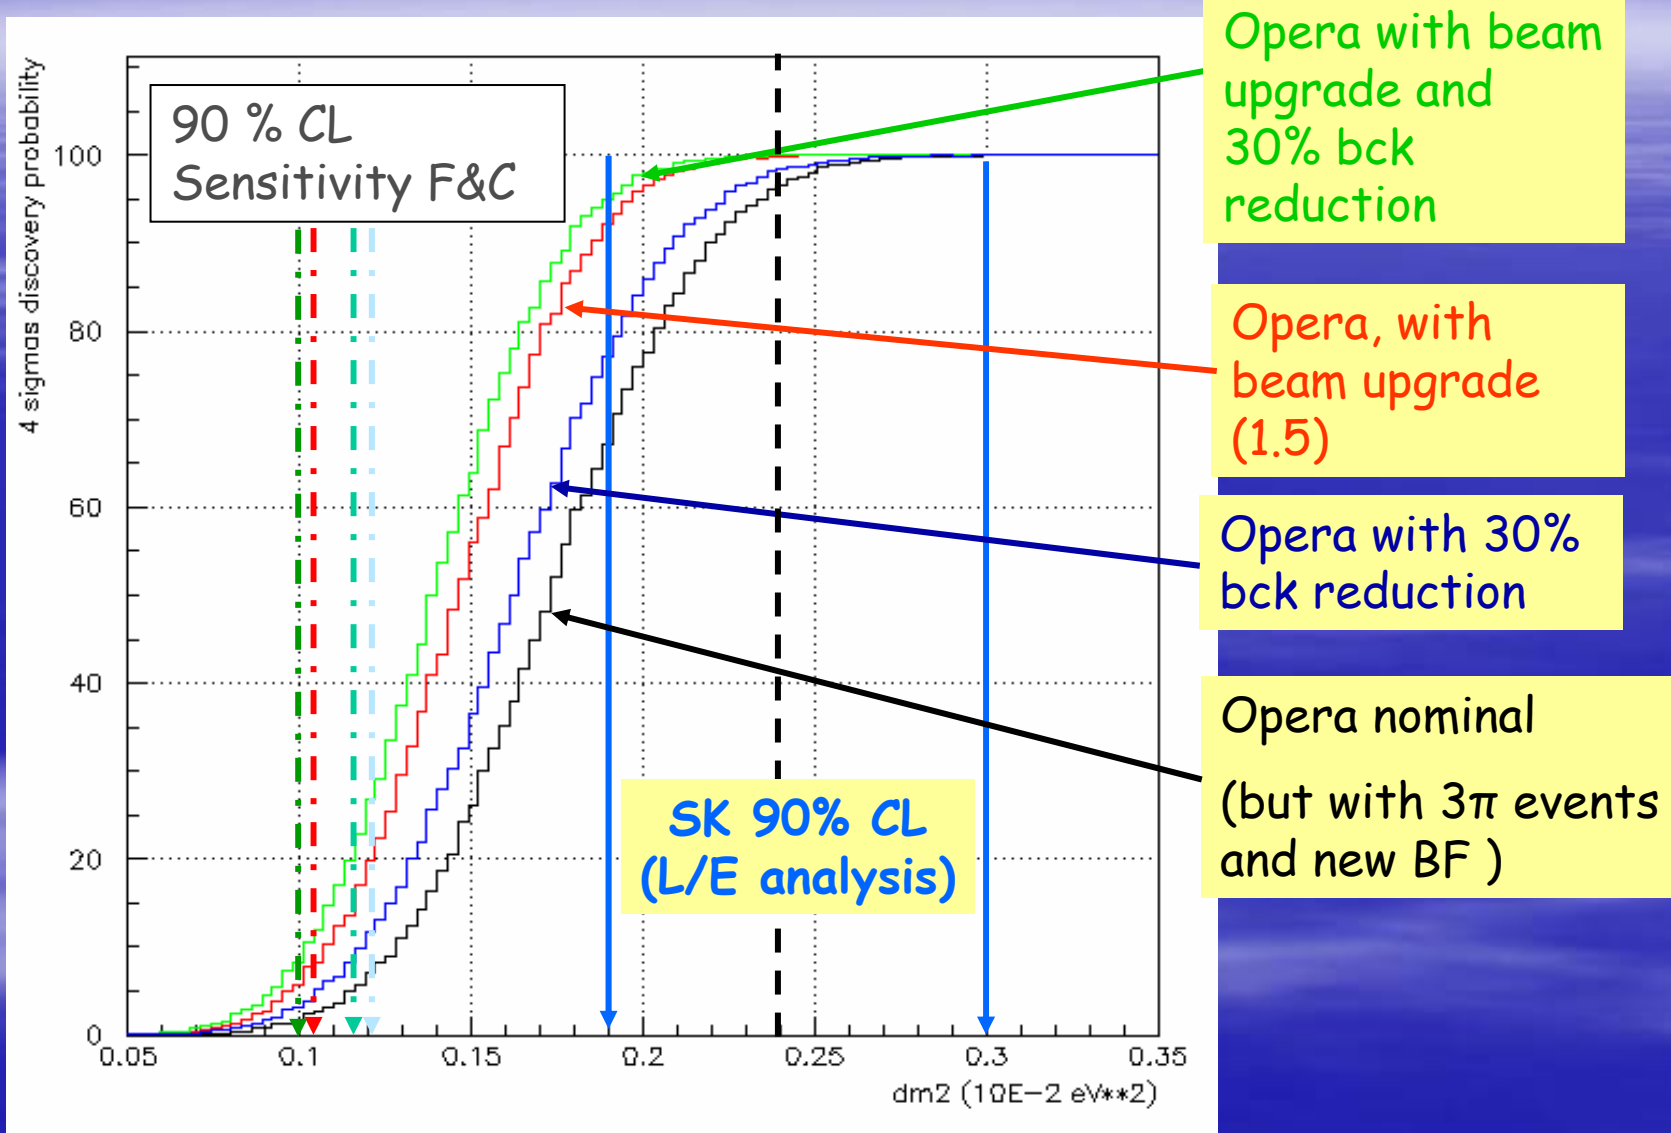 4 sigmas discovery probability
90 % CL
Sensitivity F&C
100
80
60
40
20
0
0.05
0.1
0.15
0.2
0.25
0.3
0.35
dm2 (10E-2 eV**2)
SK 90% CL
(L/E analysis)
Opera with beam
upgrade and
30% bck
reduction
Opera, with
beam upgrade
(1.5)
Opera with 30%
bck reduction
Opera nominal
(but with 3π events
and new BF )